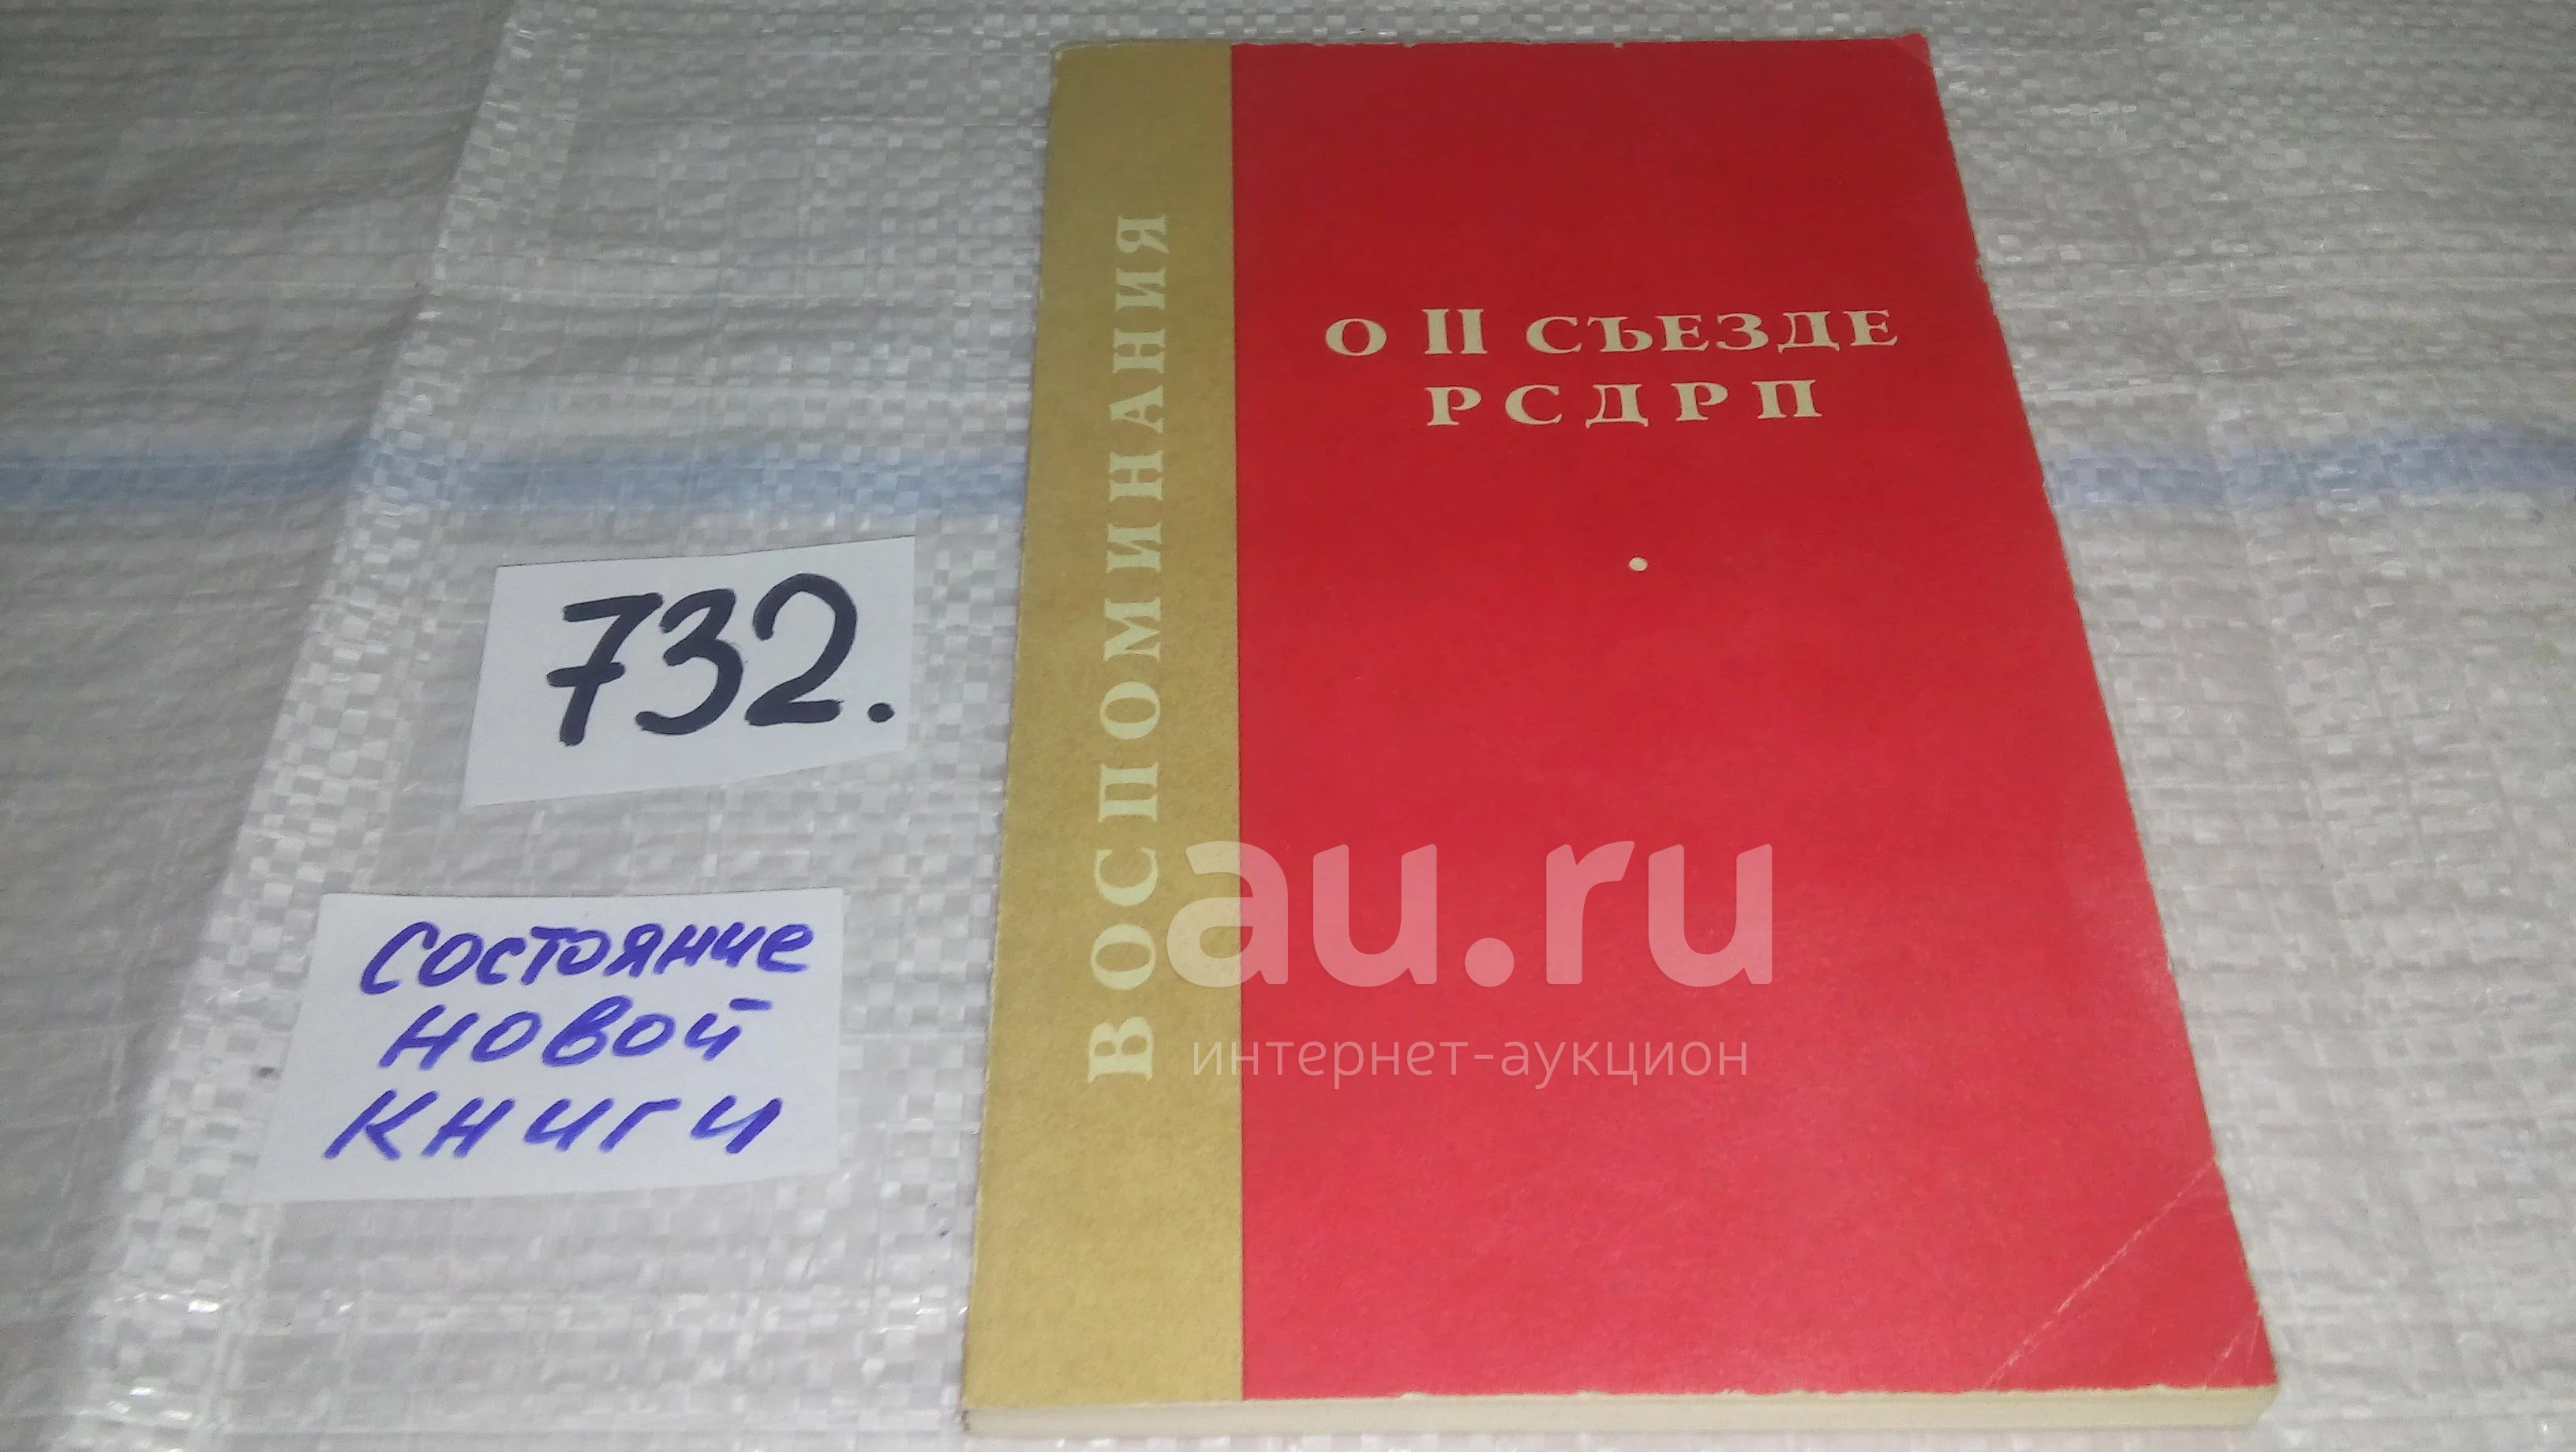 ВОСПОМИНАНИЯ
О II СЪЕЗДЕ
РСДРП
732.
состояние
новой
книги
au.ru
интернет-аукцион